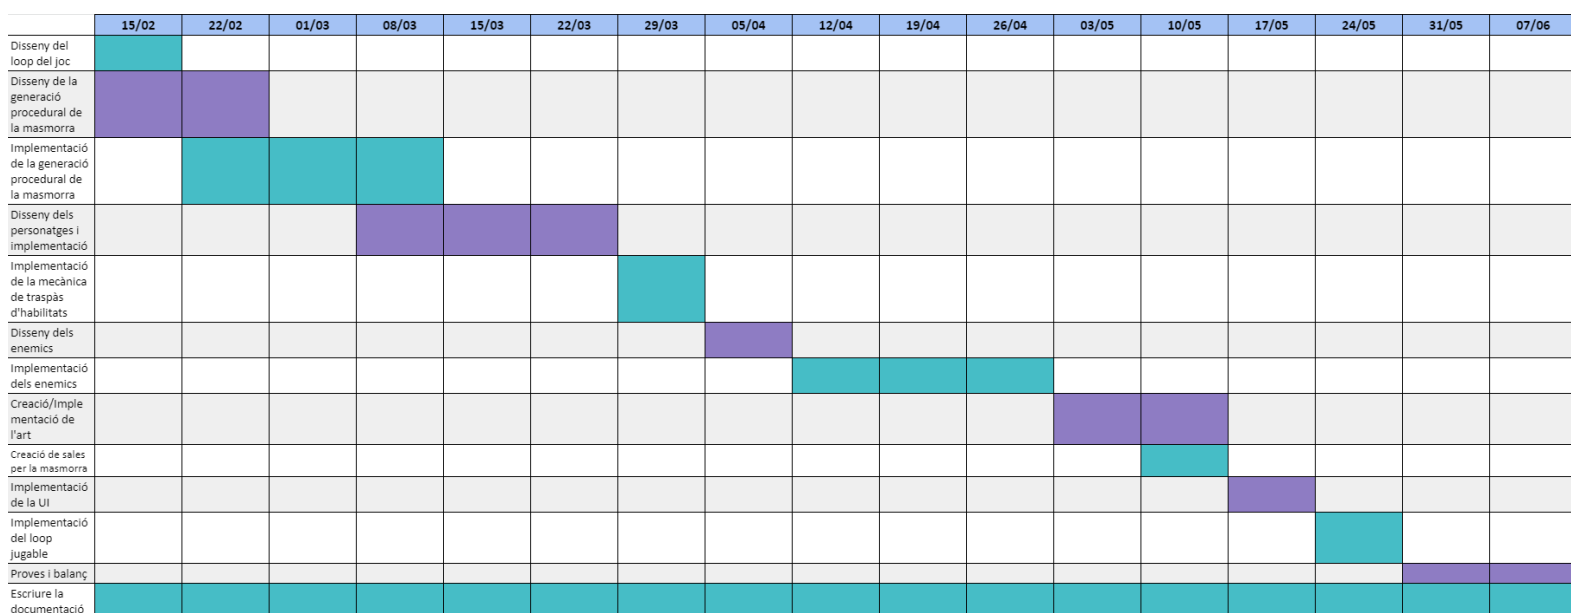 15/02 22/02 01/03 08/03 15/03 22/03 29/03 05/04 12/04 19/04 26/04 03/05 10/05 17/05 24/05 31/05 07/06
Disseny del
loop del joc
Disseny de la
generació
procedural de
la masmorra
Implementació
de la generació
procedural de
la masmorra
Disseny dels
personatges i
implementació
Implementació
de la mecànica
de traspàs
d'habilitats
Disseny dels
enemics
Implementació
dels enemics
Creació/Imple
mentació de
l'art
Creació de sales
per la masmorra
Implementació
de la UI
Implementació
del loop
jugable
Proves i balanç
Escriure la
documentació